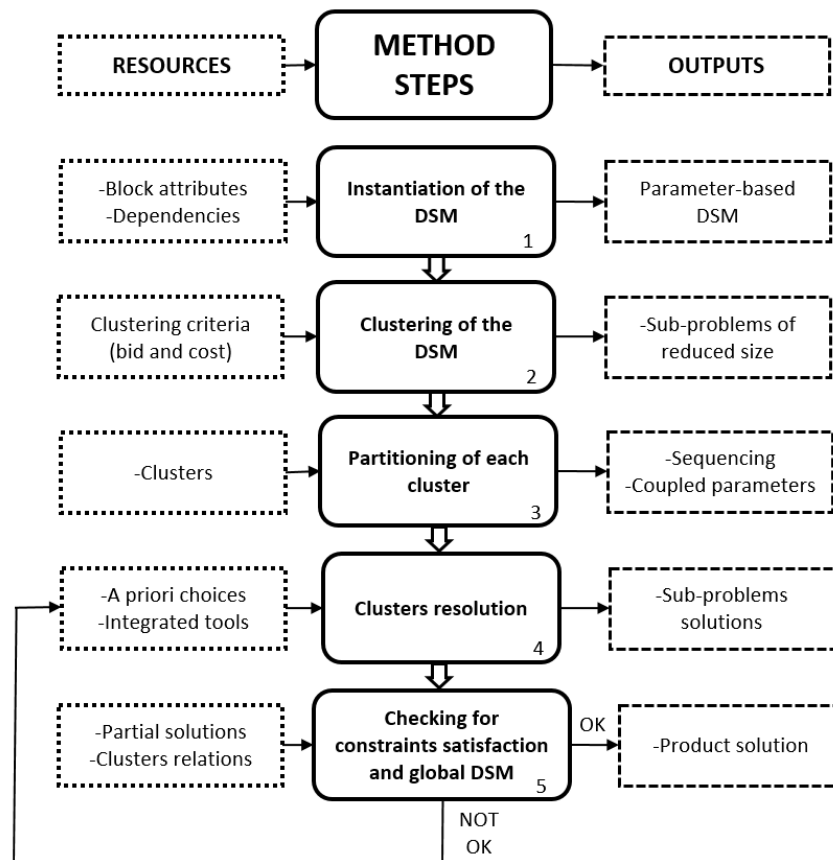 RESOURCES
METHOD
STEPS
OUTPUTS
-Block attributes
-Dependencies
Instantiation of the
DSM
1
Parameter-based
DSM
Clustering criteria
(bid and cost)
Clustering of the
DSM
2
-Sub-problems of
reduced size
-Clusters
Partitioning of each
cluster
3
-Sequencing
-Coupled parameters
-A priori choices
-Integrated tools
Clusters resolution
4
-Sub-problems
solutions
-Partial solutions
-Clusters relations
Checking for
constraints satisfaction
and global DSM
5
OK
-Product solution
NOT
OK